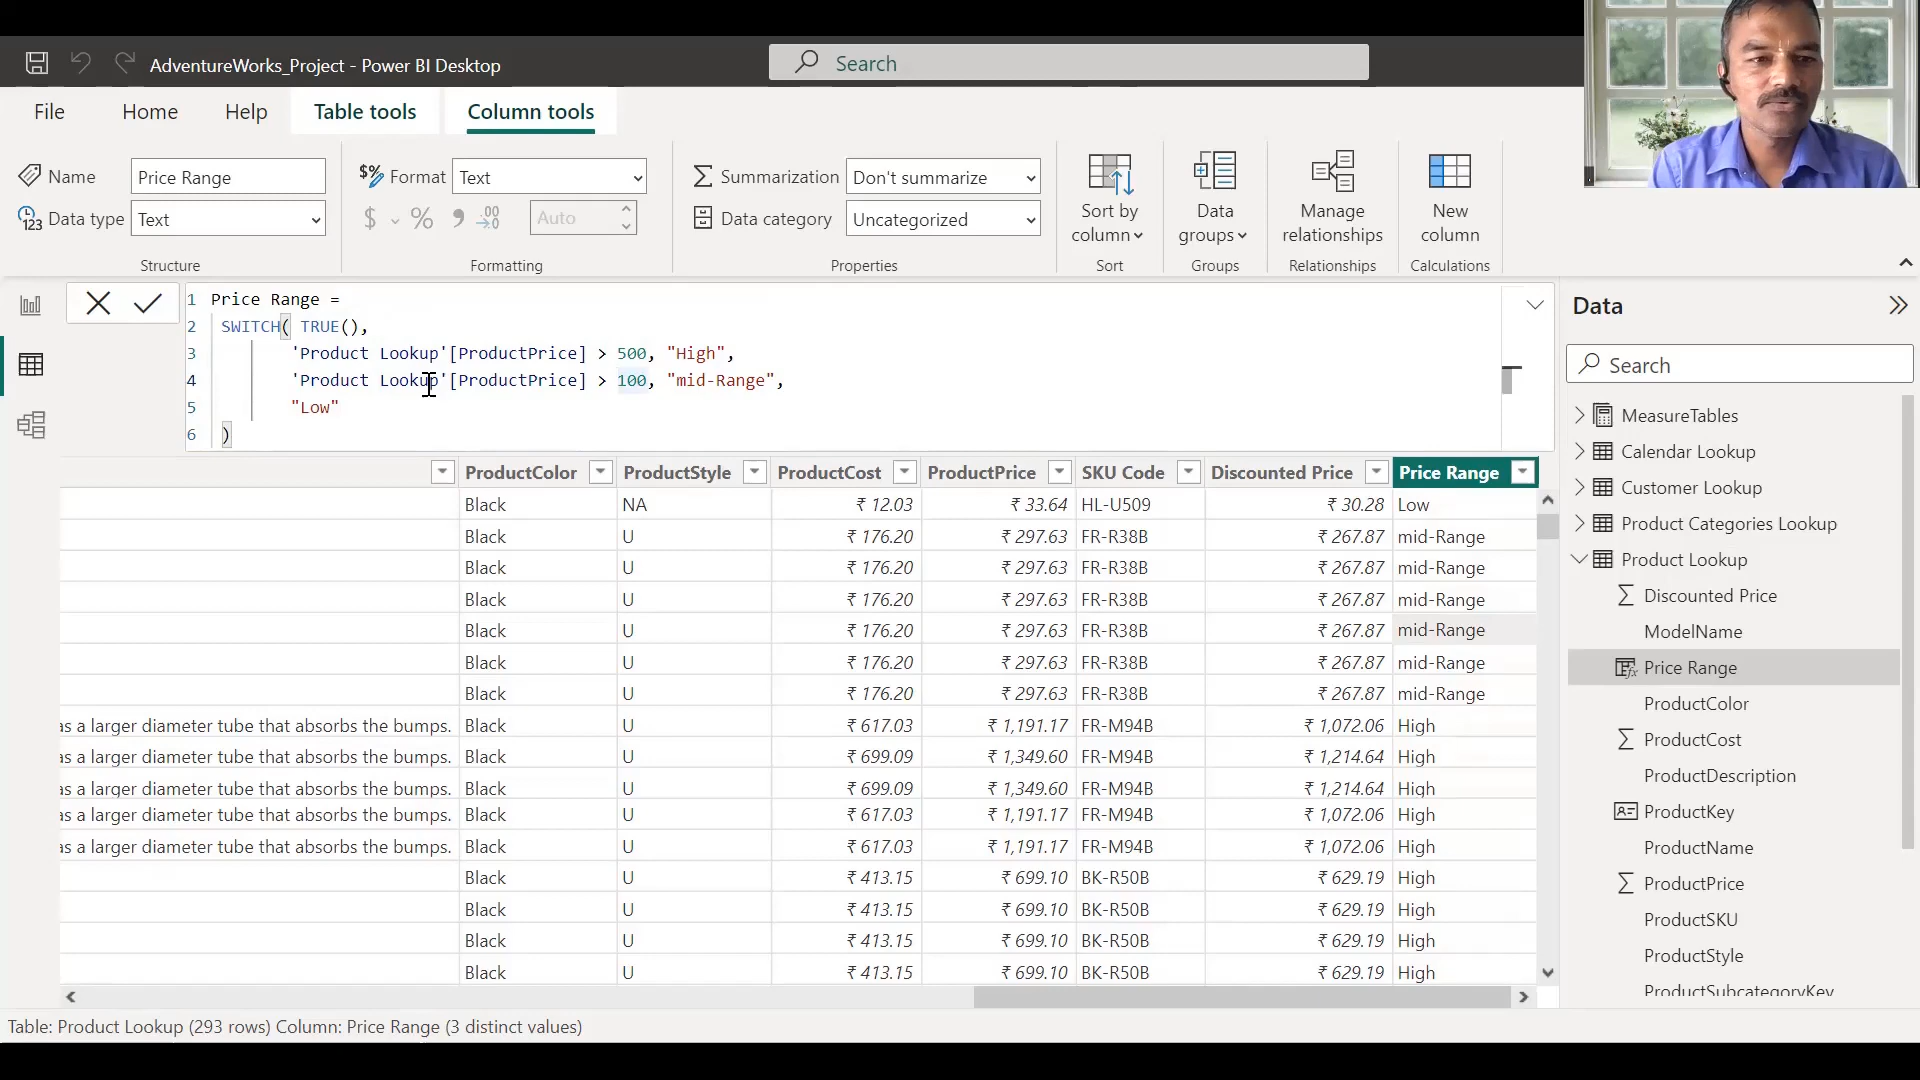 AdventureWorks_Project - Power BI Desktop
Search
File Home Help Table tools Column tools
Name Price Range
Data type Text
Structure
Format Text
$ % 9 .00 →.0 Auto
Formatting
Summarization Don't summarize
Data category Uncategorized
Properties
Sort by column
Sort
Data groups
Groups
Manage relationships
Relationships
New column
Calculations
1 Price Range =
2 SWITCH( TRUE(),
3 'Product Lookup'[ProductPrice] > 500, "High",
4 'Product Lookup'[ProductPrice] > 100, "mid-Range",
5 "Low"
6 )
ProductColor ProductStyle ProductCost ProductPrice SKU Code Discounted Price Price Range
Black NA ₹ 12.03 ₹ 33.64 HL-U509 ₹ 30.28 Low
Black U ₹ 176.20 ₹ 297.63 FR-R38B ₹ 267.87 mid-Range
Black U ₹ 176.20 ₹ 297.63 FR-R38B ₹ 267.87 mid-Range
Black U ₹ 176.20 ₹ 297.63 FR-R38B ₹ 267.87 mid-Range
Black U ₹ 176.20 ₹ 297.63 FR-R38B ₹ 267.87 mid-Range
Black U ₹ 176.20 ₹ 297.63 FR-R38B ₹ 267.87 mid-Range
Black U ₹ 176.20 ₹ 297.63 FR-R38B ₹ 267.87 mid-Range
as a larger diameter tube that absorbs the bumps. Black U ₹ 617.03 ₹ 1,191.17 FR-M94B ₹ 1,072.06 High
as a larger diameter tube that absorbs the bumps. Black U ₹ 699.09 ₹ 1,349.60 FR-M94B ₹ 1,214.64 High
as a larger diameter tube that absorbs the bumps. Black U ₹ 699.09 ₹ 1,349.60 FR-M94B ₹ 1,214.64 High
as a larger diameter tube that absorbs the bumps. Black U ₹ 617.03 ₹ 1,191.17 FR-M94B ₹ 1,072.06 High
as a larger diameter tube that absorbs the bumps. Black U ₹ 617.03 ₹ 1,191.17 FR-M94B ₹ 1,072.06 High
Black U ₹ 413.15 ₹ 699.10 BK-R50B ₹ 629.19 High
Black U ₹ 413.15 ₹ 699.10 BK-R50B ₹ 629.19 High
Black U ₹ 413.15 ₹ 699.10 BK-R50B ₹ 629.19 High
Black U ₹ 413.15 ₹ 699.10 BK-R50B ₹ 629.19 High
Data
Search
MeasureTables
Calendar Lookup
Customer Lookup
Product Categories Lookup
Product Lookup
Discounted Price
ModelName
Price Range
ProductColor
ProductCost
ProductDescription
ProductKey
ProductName
ProductPrice
ProductSKU
ProductStyle
ProductSubcategoryKey
Table: Product Lookup (293 rows) Column: Price Range (3 distinct values)